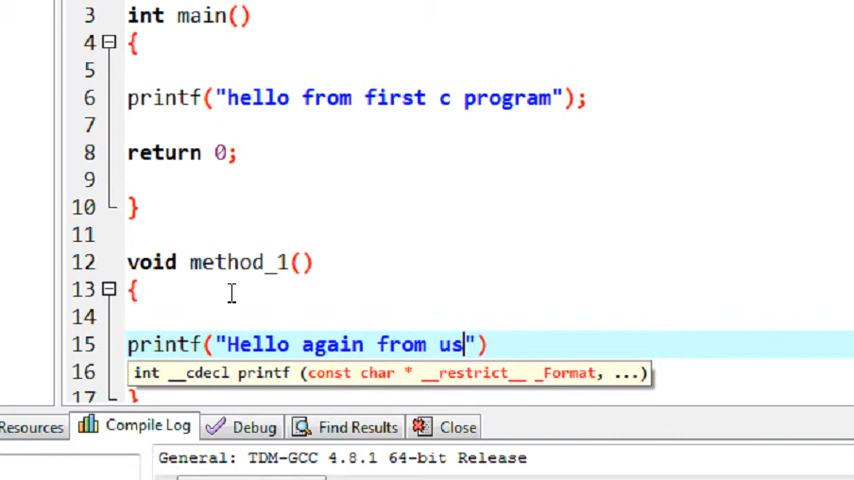 3 int main()
4 {
5
6 printf("hello from first c program");
7
8 return 0;
9
10 }
11
12 void method_1()
13 {
14
15 printf("Hello again from us")
16 int __cdecl printf (const char * __restrict__ _Format, ...)
17 }
Resources Compile Log Debug Find Results Close
General: TDM-GCC 4.8.1 64-bit Release